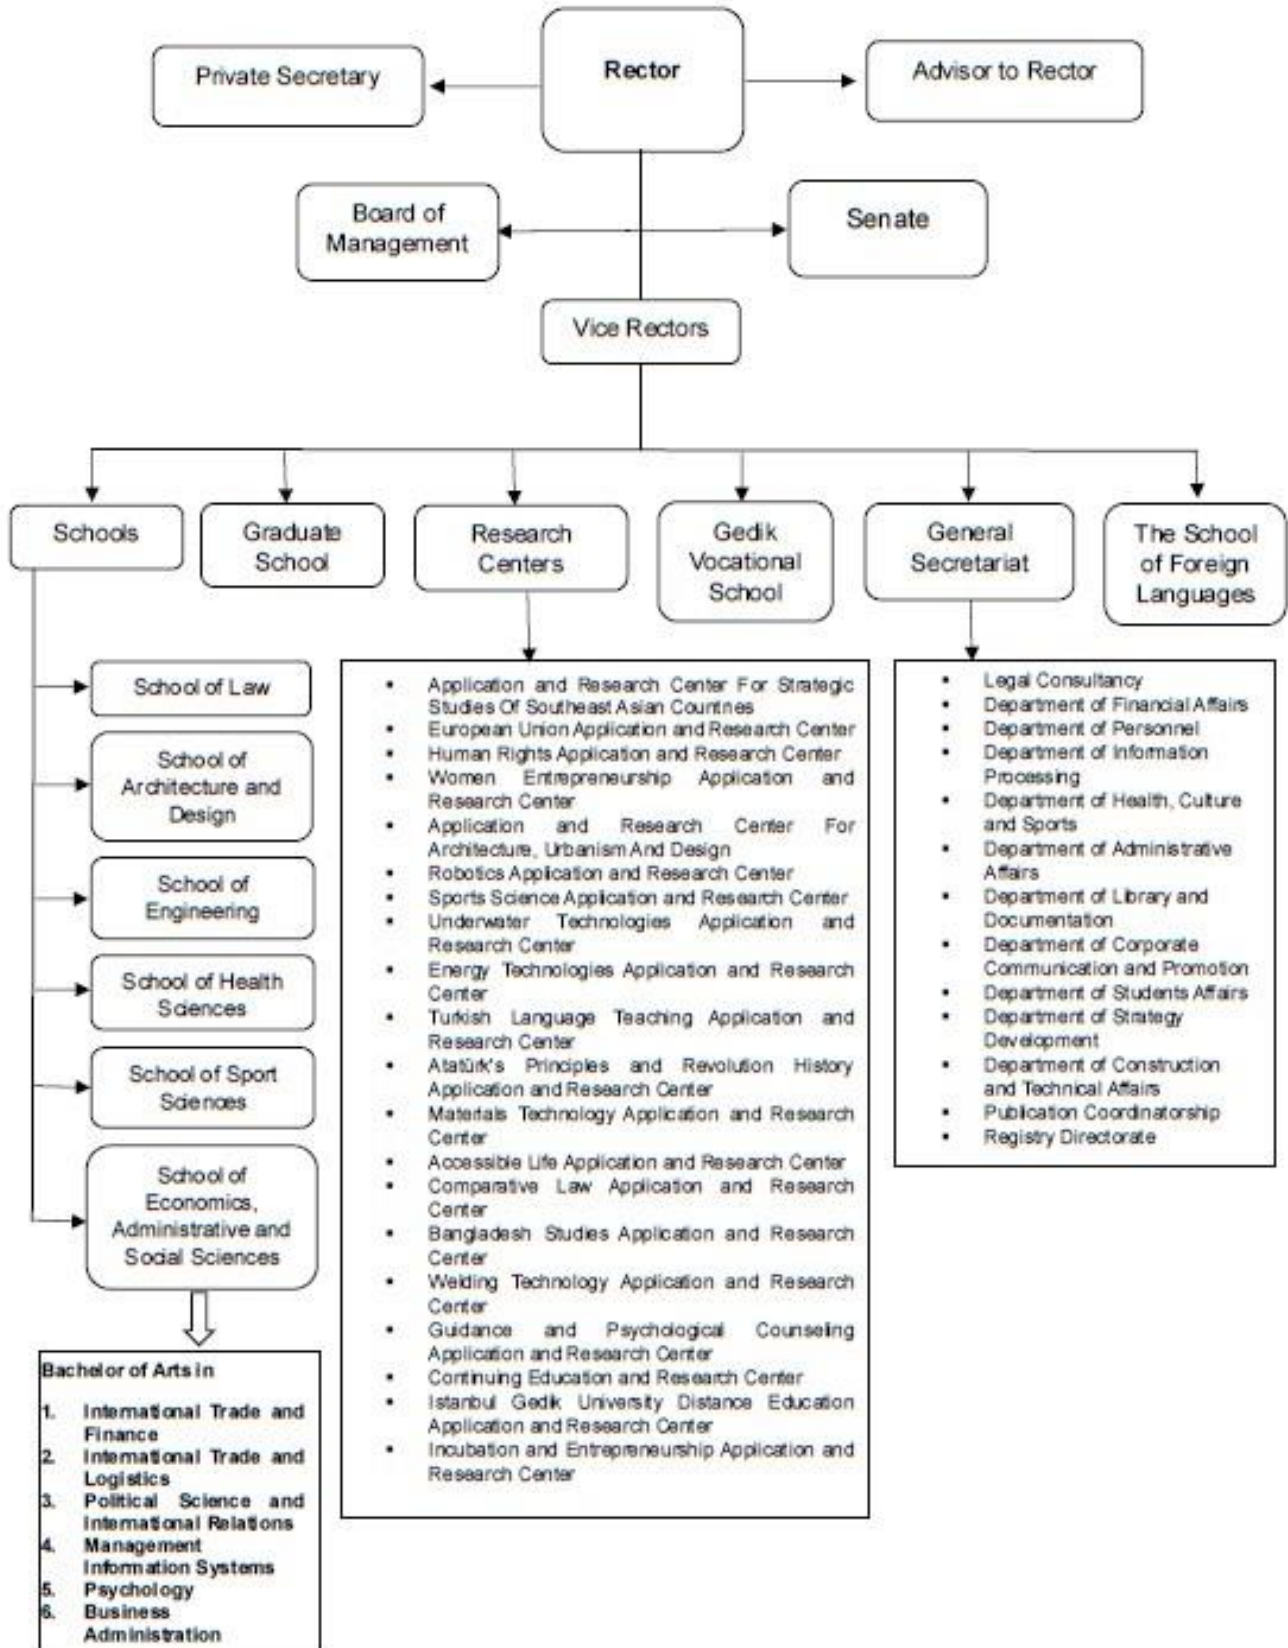 Private Secretary
Rector
Advisor to Rector
Board of
Management
Senate
Vice Rectors
Schools
Graduate
School
Research
Centers
Gedik
Vocational
School
General
Secretariat
The School
of Foreign
Languages
School of Law
School of
Architecture and
Design
School of
Engineering
School of Health
Sciences
School of Sport
Sciences
School of
Economics,
Administrative and
Social Sciences
Bachelor of Arts in
1. International Trade and
Finance
2. International Trade and
Logistics
3. Political Science and
International Relations
4. Management
Information Systems
5. Psychology
6. Business
Administration
▪ Application and Research Center For Strategic
Studies Of Southeast Asian Countries
▪ European Union Application and Research Center
▪ Human Rights Application and Research Center
▪ Women Entrepreneurship Application and
Research Center
▪ Application and Research Center For
Architecture, Urbanism And Design
▪ Robotics Application and Research Center
▪ Sports Science Application and Research Center
▪ Underwater Technologies Application and
Research Center
▪ Energy Technologies Application and Research
Center
▪ Turkish Language Teaching Application and
Research Center
▪ Atatürk's Principles and Revolution History
Application and Research Center
▪ Materials Technology Application and Research
Center
▪ Accessible Life Application and Research Center
▪ Comparative Law Application and Research
Center
▪ Bangladesh Studies Application and Research
Center
▪ Welding Technology Application and Research
Center
▪ Guidance and Psychological Counseling
Application and Research Center
▪ Continuing Education and Research Center
▪ Istanbul Gedik University Distance Education
Application and Research Center
▪ Incubation and Entrepreneurship Application and
Research Center
▪ Legal Consultancy
▪ Department of Financial Affairs
▪ Department of Personnel
▪ Department of Information
Processing
▪ Department of Health, Culture
and Sports
▪ Department of Administrative
Affairs
▪ Department of Library and
Documentation
▪ Department of Corporate
Communication and Promotion
▪ Department of Students Affairs
▪ Department of Strategy
Development
▪ Department of Construction
and Technical Affairs
▪ Publication Coordinatorship
▪ Registry Directorate